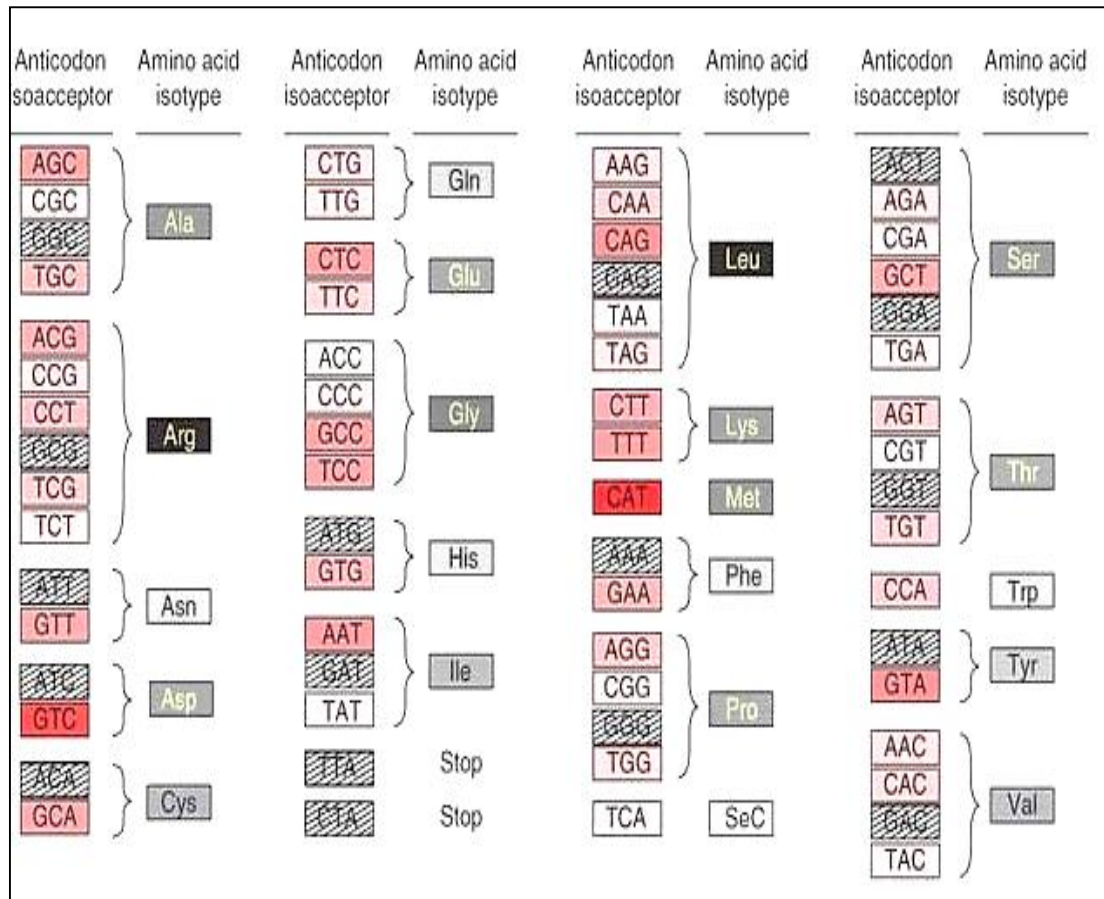 Anticodon
soacceptor
Amino acid
isotype
AGC
CGC
GGC
TGC
Ala
ACG
CCG
CCT
GCG
TCG
TCT
Arg
ATT
GTT
Asn
ATC
GTC
Asp
ACA
GCA
Cys
Anticodon
isoacceptor
Amino acid
isotype
CTG
TTG
Gln
CTC
TTC
Glu
ACC
CCC
GCC
TCC
Gly
ATG
GTG
His
AAT
GAT
TAT
Ile
TTA
Stop
CTA
Stop
Anticodon
isoacceptor
Amino acid
isotype
AAG
CAA
CAG
GAG
TAA
TAG
Leu
CTT
TTT
Lys
CAT
Met
AAA
GAA
Phe
AGG
CGG
GGG
TGG
Pro
TCA
SeC
Anticodon
isoacceptor
Amino acid
isotype
ACT
AGA
CGA
GCT
GGA
TGA
Ser
AGT
CGT
GGT
TGT
Thr
CCA
Trp
ATA
GTA
Tyr
AAC
CAC
GAC
TAC
Val